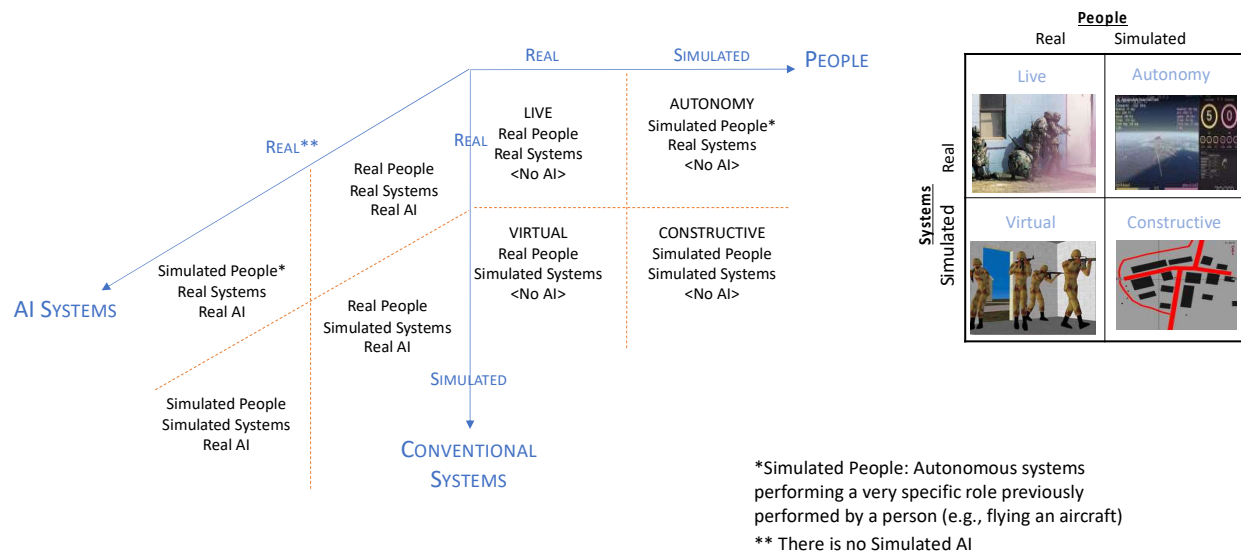 People
Real Simulated
REAL SIMULATED PEOPLE
Live Autonomy
LIVE
Real People
Real Systems
<No AI>
AUTONOMY
Simulated People*
Real Systems
<No AI>
REAL
REAL**
Real People
Real Systems
Real AI
Systems
Real
Simulated
5 0
Virtual Constructive
VIRTUAL
Real People
Simulated Systems
<No AI>
CONSTRUCTIVE
Simulated People
Simulated Systems
<No AI>
Simulated People*
Real Systems
Real AI
AI SYSTEMS
Real People
Simulated Systems
Real AI
SIMULATED
Simulated People
Simulated Systems
Real AI
CONVENTIONAL
SYSTEMS
*Simulated People: Autonomous systems
performing a very specific role previously
performed by a person (e.g., flying an aircraft)
** There is no Simulated AI